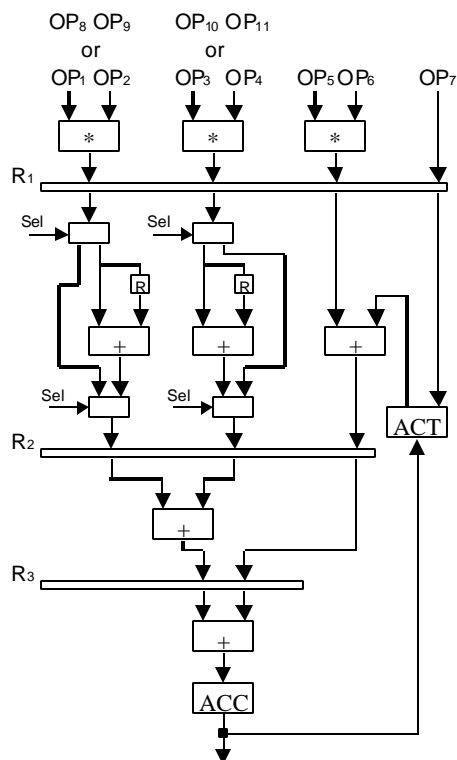 OP₈ OP₉ OP₁₀ OP₁₁
or or
OP₁ OP₂ OP₃ OP₄ OP₅ OP₆ OP₇
* * *
R₁
Sel Sel
R R
+ + +
Sel Sel
ACT
R₂
+
R₃
+
ACC